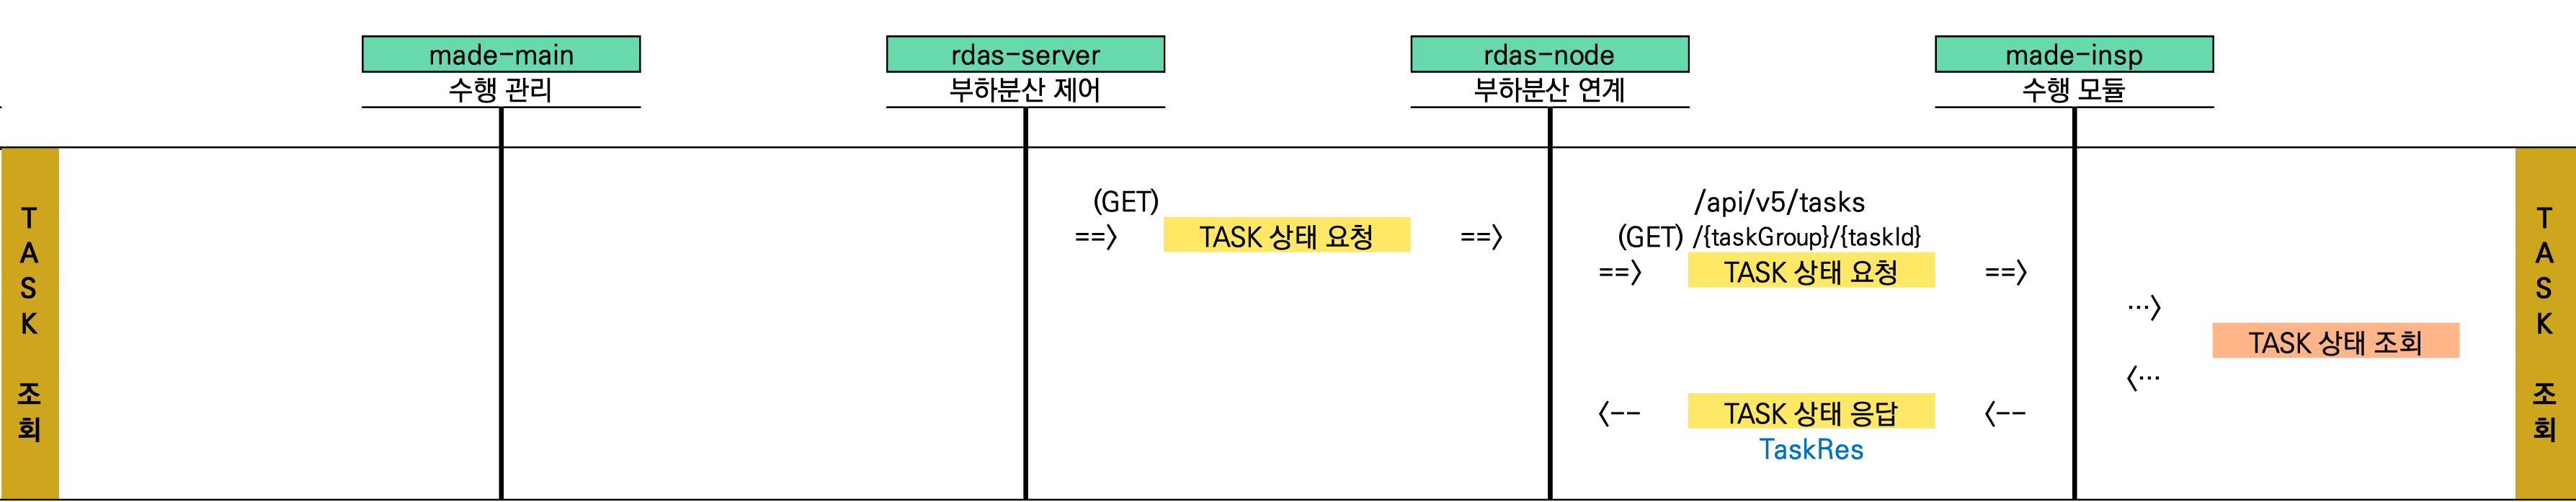 made-main
수행 관리
rdas-server
부하분산 제어
rdas-node
부하분산 연계
made-insp
수행 모듈
T
A
S
K
조
회
(GET)
==〉
TASK 상태 요청
==〉
/api/v5/tasks
(GET) /{taskGroup}/{taskId}
==〉
TASK 상태 요청
==〉
…〉
TASK 상태 조회
〈…
〈--
TASK 상태 응답
〈--
TaskRes
T
A
S
K
조
회